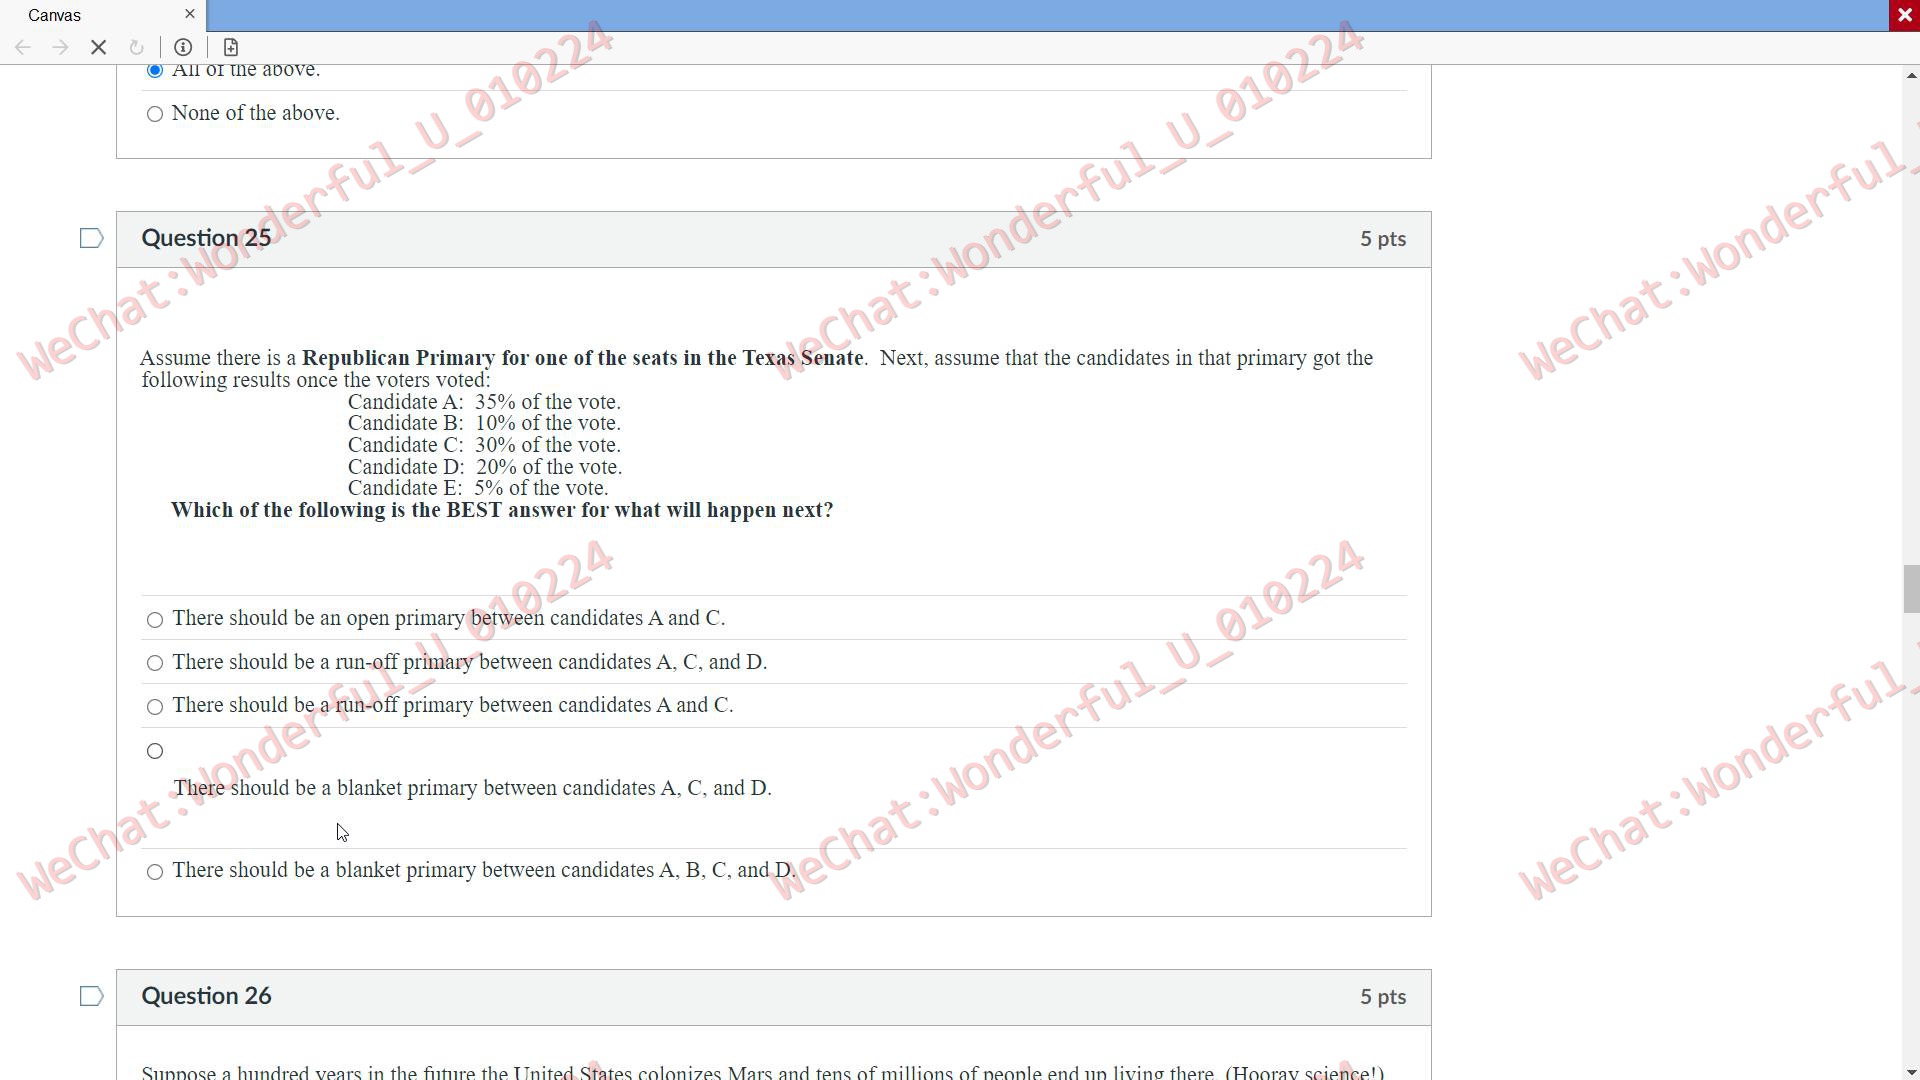 Canvas
All of the above.
None of the above.
Question 25
5 pts
Assume there is a Republican Primary for one of the seats in the Texas Senate.  Next, assume that the candidates in that primary got the
following results once the voters voted:
Candidate A:  35% of the vote.
Candidate B:  10% of the vote.
Candidate C:  30% of the vote.
Candidate D:  20% of the vote.
Candidate E:  5% of the vote.
Which of the following is the BEST answer for what will happen next?
There should be an open primary between candidates A and C.
There should be a run-off primary between candidates A, C, and D.
There should be a run-off primary between candidates A and C.
There should be a blanket primary between candidates A, C, and D.
There should be a blanket primary between candidates A, B, C, and D.
Question 26
5 pts
Suppose a hundred years in the future the United States colonizes Mars and tens of millions of people end up living there. (Hooray science!)
WeChat:Wonderful_U_010224
WeChat:Wonderful_U_010224
WeChat:Wonderful_
WeChat:Wonderful_U_010224
WeChat:Wonderful_U_010224
WeChat:Wonderful_